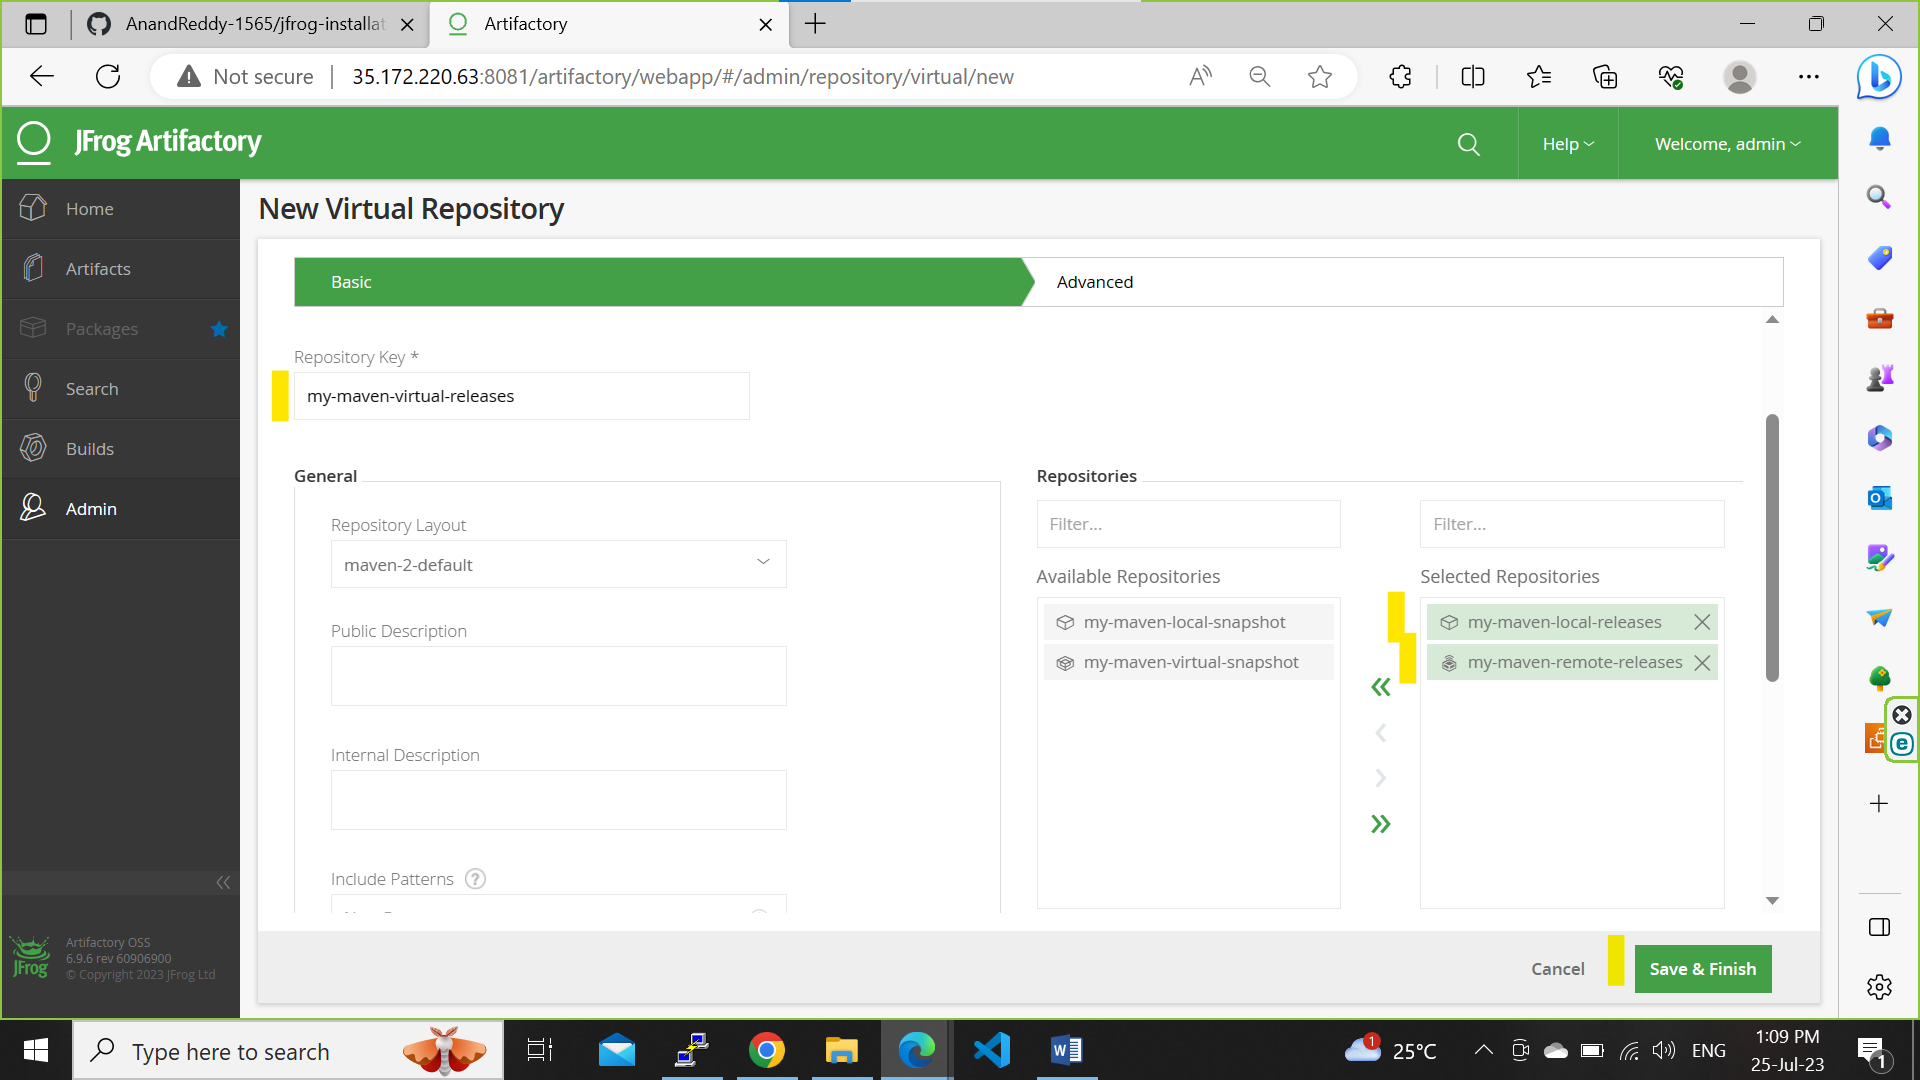 AnandReddy-1565/jfrog-installat
Artifactory
Not secure
35.172.220.63:8081/artifactory/webapp/#/admin/repository/virtual/new
JFrog Artifactory
Help
Welcome, admin
Home
Artifacts
Packages
Search
Builds
Admin
New Virtual Repository
Basic
Advanced
Repository Key *
my-maven-virtual-releases
General
Repository Layout
maven-2-default
Public Description
Internal Description
Include Patterns ?
Repositories
Filter...
Filter...
Available Repositories
Selected Repositories
my-maven-local-snapshot
my-maven-virtual-snapshot
my-maven-local-releases
my-maven-remote-releases
Cancel
Save & Finish
JFrog
Artifactory OSS
6.9.6 rev 60906900
© Copyright 2023 JFrog Ltd
Type here to search
1
25°C
ENG
1:09 PM
25-Jul-23
1